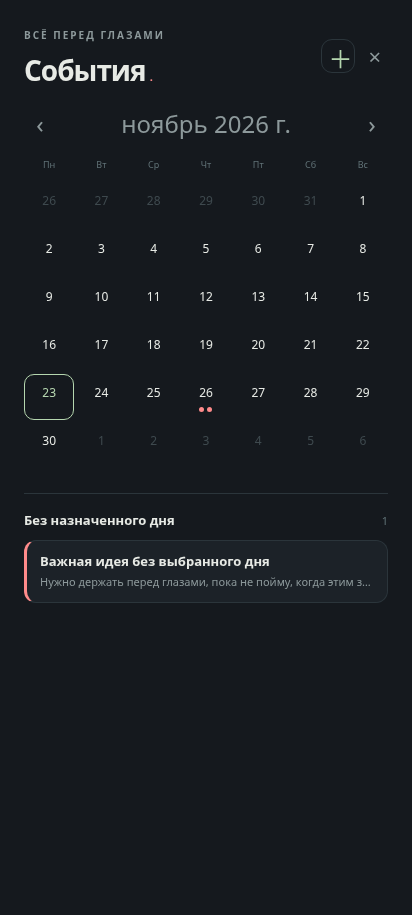 ВСЁ ПЕРЕД ГЛАЗАМИ
События.
+ ×
‹ ноябрь 2026 г. ›
Пн Вт Ср Чт Пт Сб Вс
26 27 28 29 30 31 1
2 3 4 5 6 7 8
9 10 11 12 13 14 15
16 17 18 19 20 21 22
23 24 25 26 27 28 29
30 1 2 3 4 5 6
Без назначенного дня 1
Важная идея без выбранного дня
Нужно держать перед глазами, пока не пойму, когда этим з...